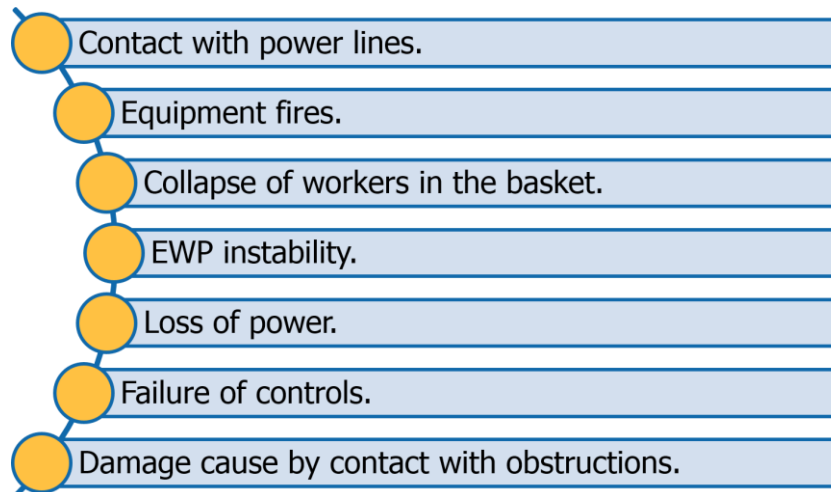 Contact with power lines.
Equipment fires.
Collapse of workers in the basket.
EWP instability.
Loss of power.
Failure of controls.
Damage cause by contact with obstructions.